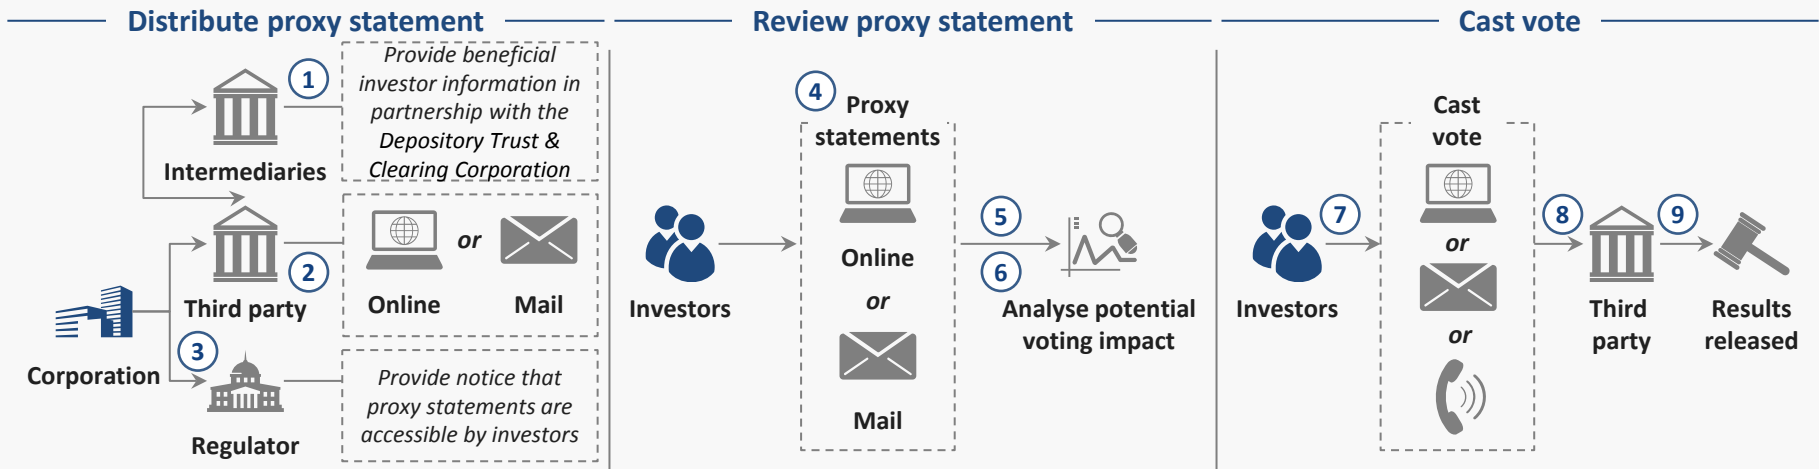 Distribute proxy statement
Review proxy statement
Cast vote
1
Provide beneficial
investor information in
partnership with the
Depository Trust &
Clearing Corporation
Intermediaries
2
Third party
or
Online
Mail
Corporation
3
Regulator
Provide notice that
proxy statements are
accessible by investors
Investors
4
Proxy
statements
Online
or
Mail
5
6
Analyse potential
voting impact
Investors
7
Cast
vote
or
or
8
Third
party
9
Results
released